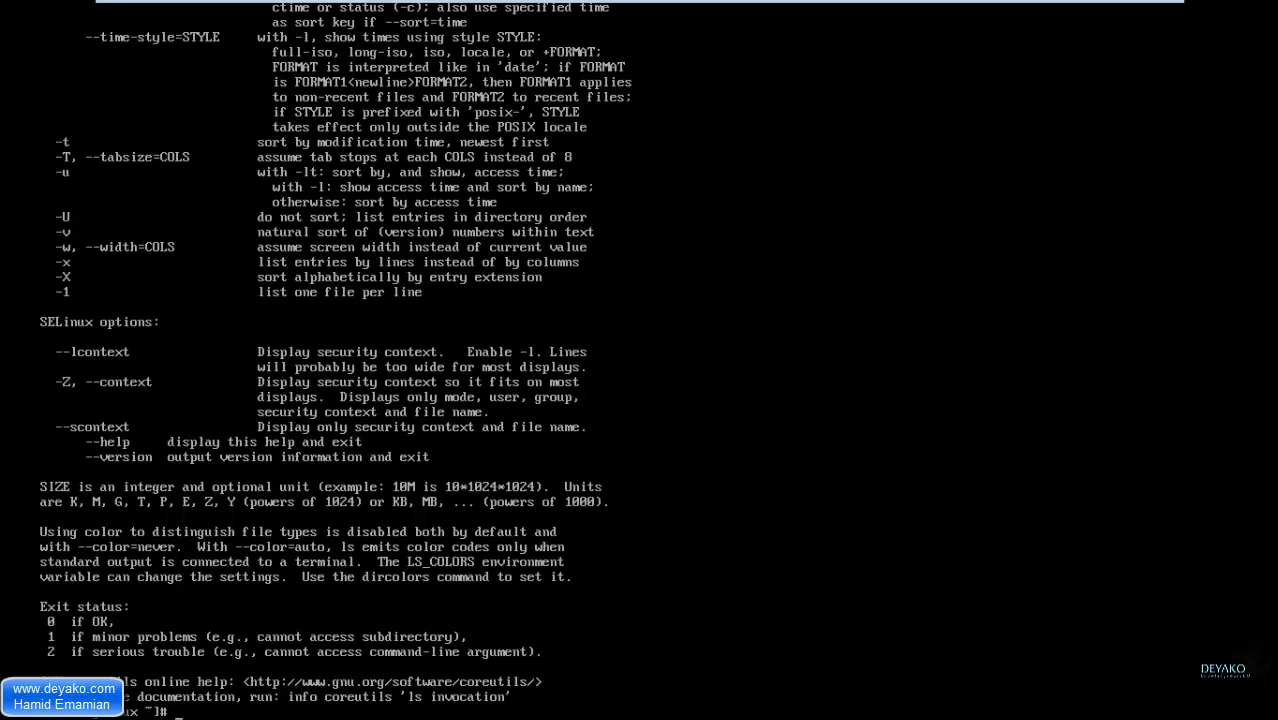 ctime or status (-c); also use specified time
as sort key if --sort=time
--time-style=STYLE with -l, show times using style STYLE:
full-iso, long-iso, iso, locale, or +FORMAT;
FORMAT is interpreted like in 'date'; if FORMAT
is FORMAT1<newline>FORMAT2, then FORMAT1 applies
to non-recent files and FORMAT2 to recent files;
if STYLE is prefixed with 'posix-', STYLE
takes effect only outside the POSIX locale
-t sort by modification time, newest first
-T, --tabsize=COLS assume tab stops at each COLS instead of 8
-u with -lt: sort by, and show, access time;
with -l: show access time and sort by name;
otherwise: sort by access time
-U do not sort; list entries in directory order
-v natural sort of (version) numbers within text
-w, --width=COLS assume screen width instead of current value
-x list entries by lines instead of by columns
-X sort alphabetically by entry extension
-1 list one file per line
SELinux options:
--lcontext Display security context. Enable -l. Lines
will probably be too wide for most displays.
-Z, --context Display security context so it fits on most
displays. Displays only mode, user, group,
security context and file name.
--scontext Display only security context and file name.
--help display this help and exit
--version output version information and exit
SIZE is an integer and optional unit (example: 10M is 10*1024*1024). Units
are K, M, G, T, P, E, Z, Y (powers of 1024) or KB, MB, ... (powers of 1000).
Using color to distinguish file types is disabled both by default and
with --color=never. With --color=auto, ls emits color codes only when
standard output is connected to a terminal. The LS_COLORS environment
variable can change the settings. Use the dircolors command to set it.
Exit status:
0 if OK,
1 if minor problems (e.g., cannot access subdirectory),
2 if serious trouble (e.g., cannot access command-line argument).
ls online help: <http://www.gnu.org/software/coreutils/>
documentation, run: info coreutils 'ls invocation'
ux ~]#
www.deyako.com
Hamid Emamian
DEYAKO